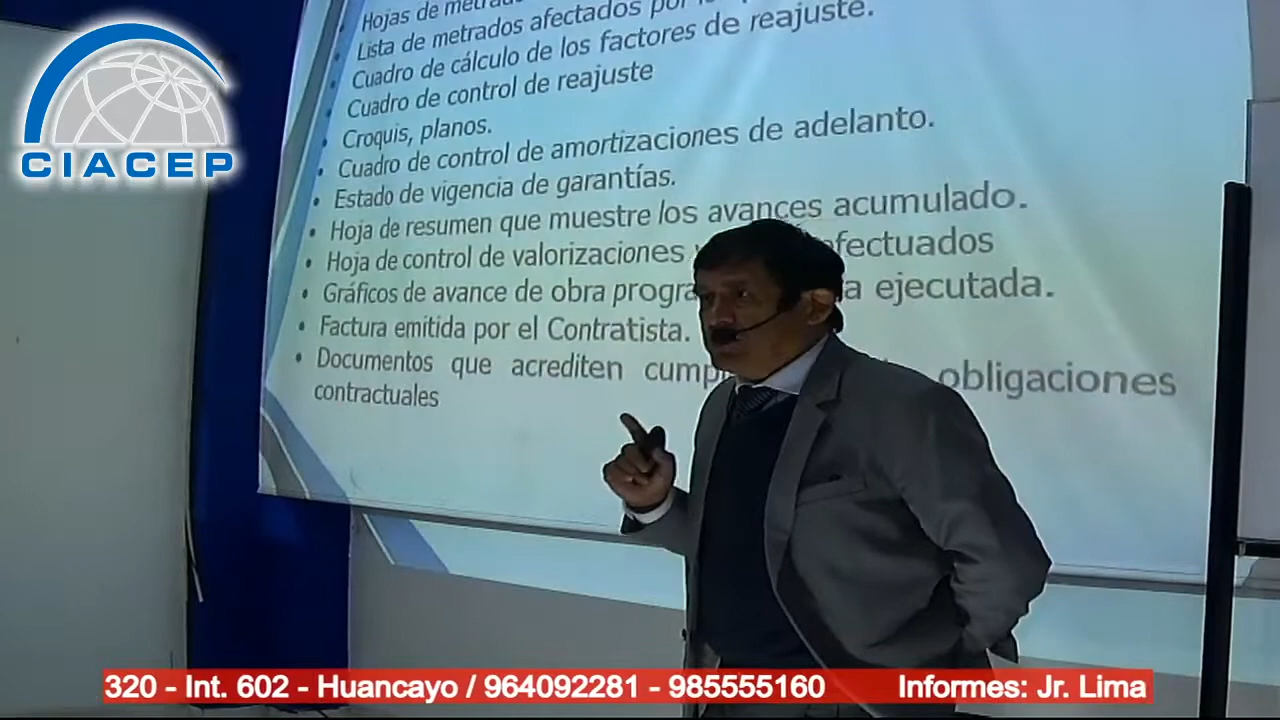 CIACEP
Hojas de
Lista de metrados afectados por
Cuadro de cálculo de los factores de reajuste.
Cuadro de control de reajuste
Croquis, planos.
Cuadro de control de amortizaciones de adelanto.
Estado de vigencia de garantías.
Hoja de resumen que muestre los avances acumulado.
Hoja de control de valorizaciones efectuados
Gráficos de avance de obra a ejecutada.
Factura emitida por el Contratista.
Documentos que acrediten obligaciones
contractuales
320 - Int. 602 - Huancayo / 964092281 - 985555160 Informes: Jr. Lima